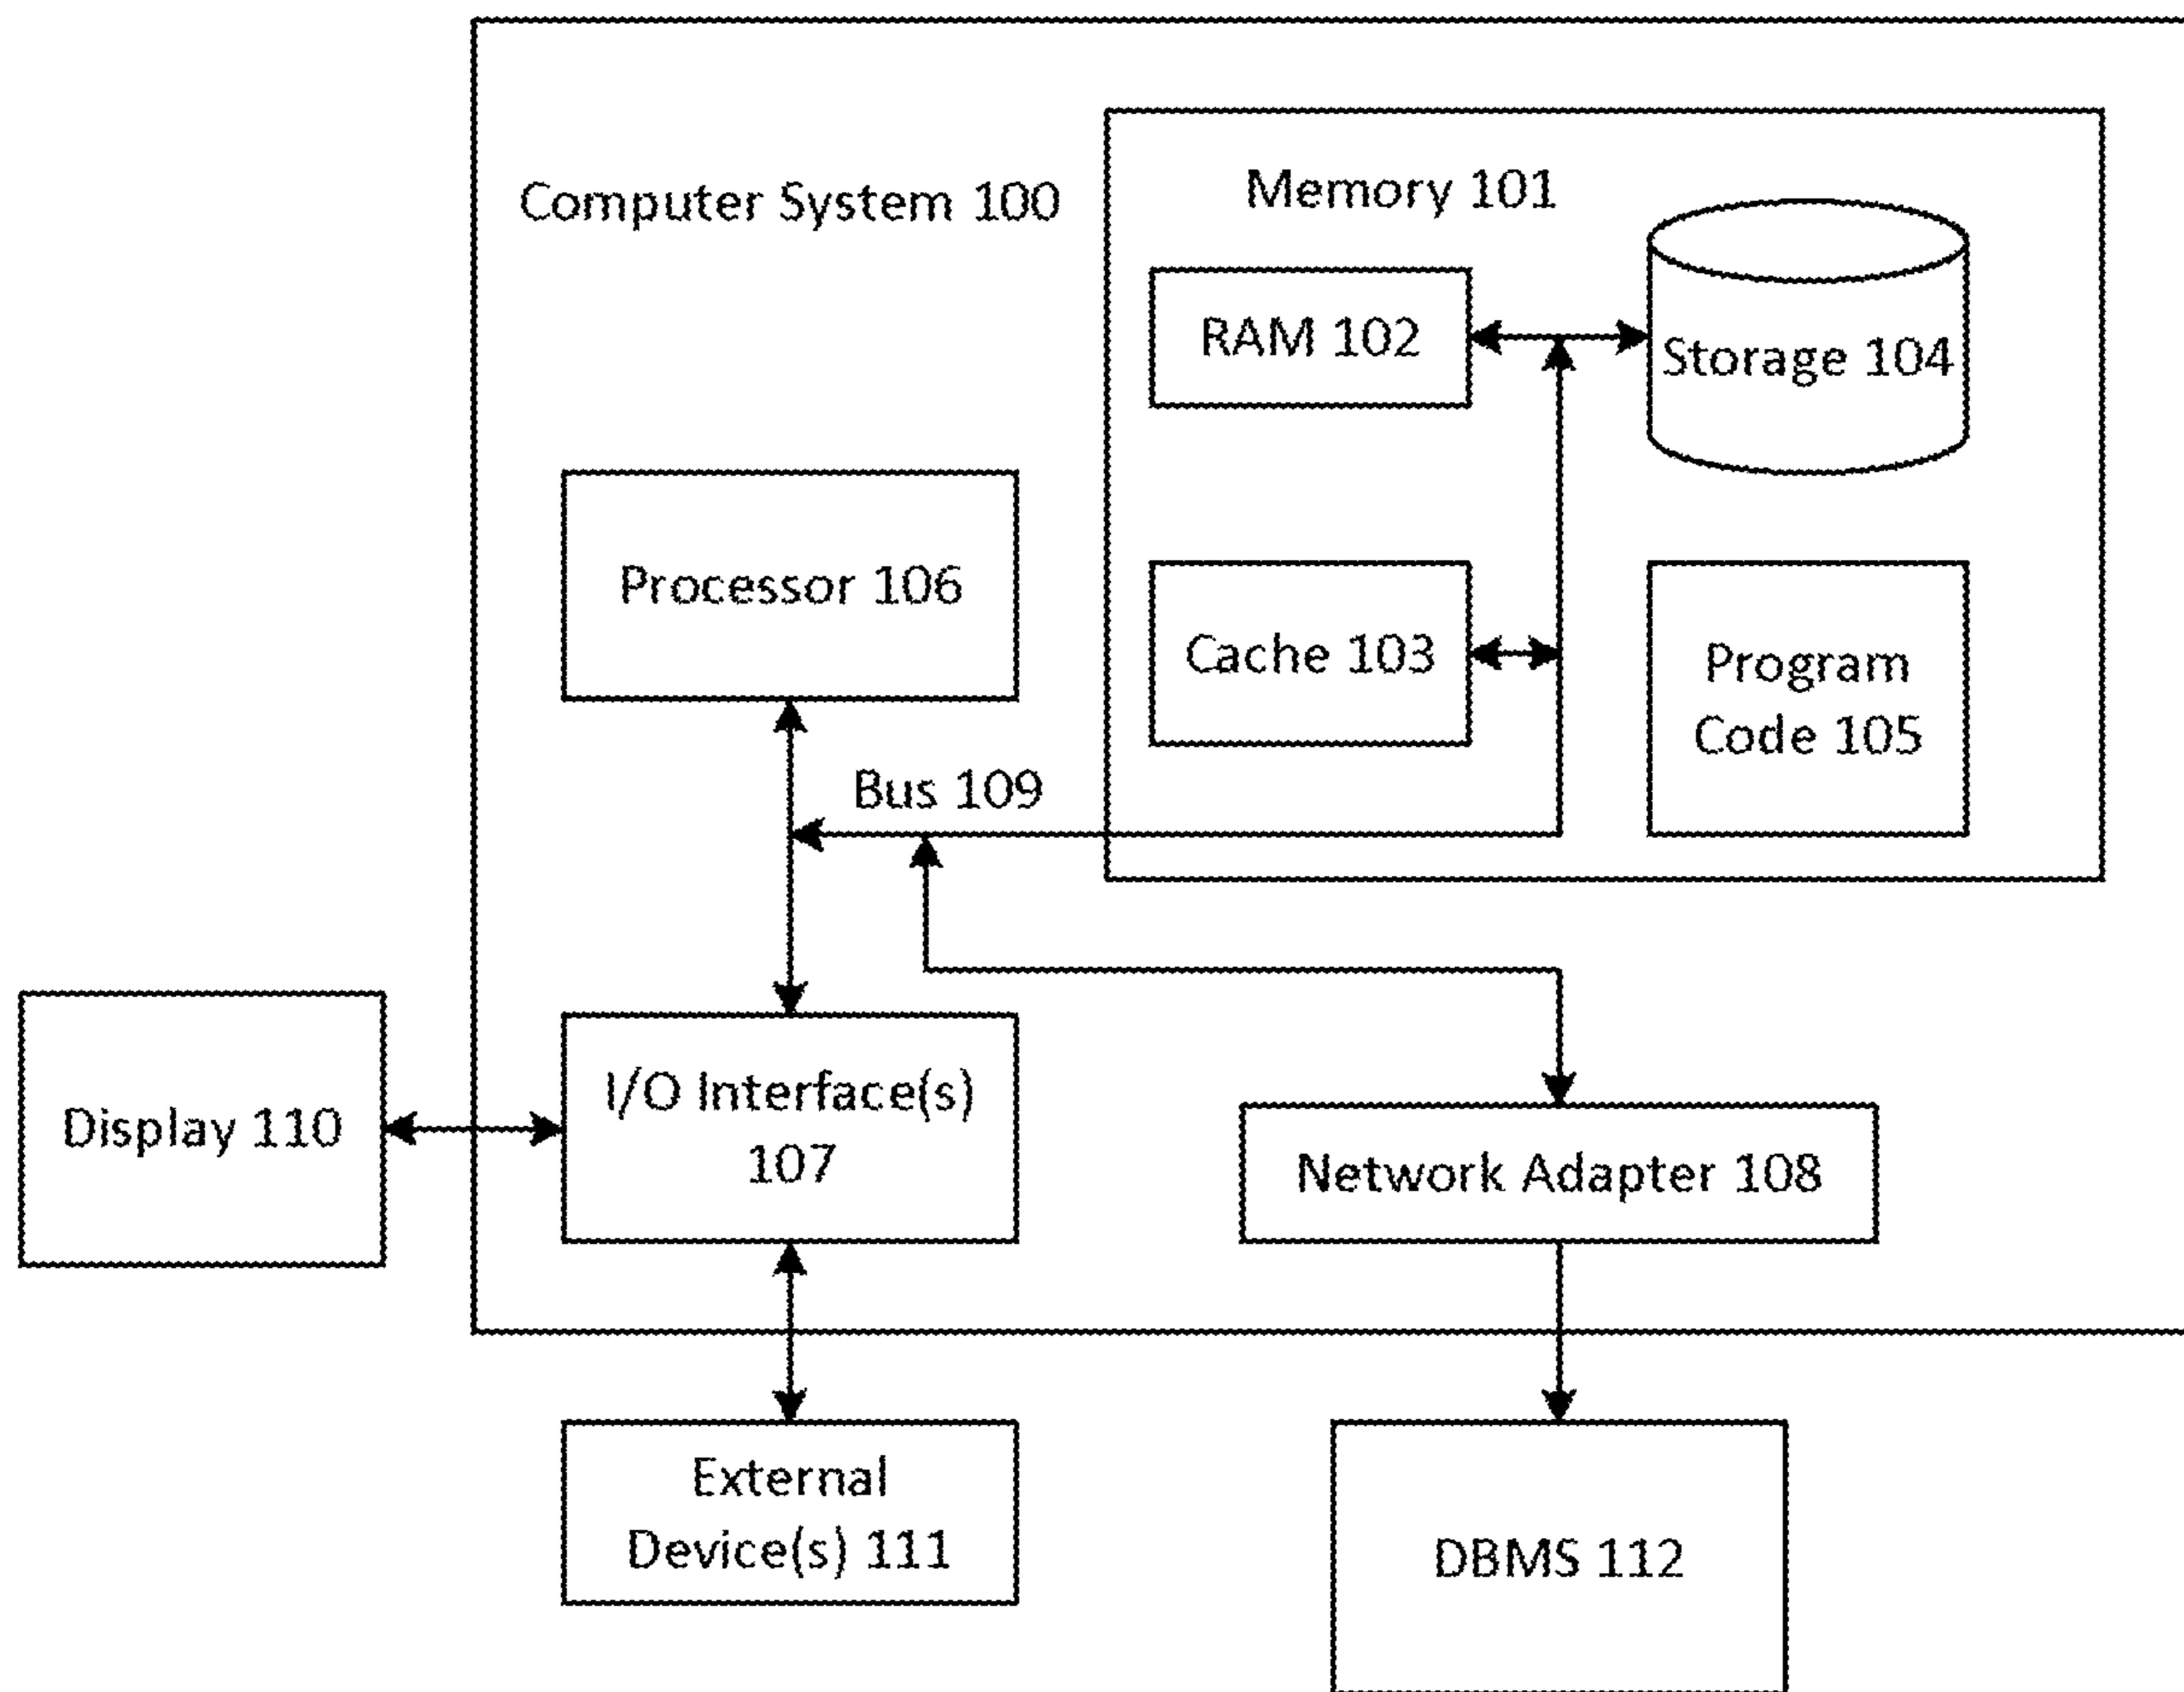 Computer System 100
Memory 101
RAM 102
Storage 104
Processor 106
Cache 103
Program
Code 105
Bus 109
Display 110
I/O Interface(s)
107
Network Adapter 108
External
Device(s) 111
DBMS 112